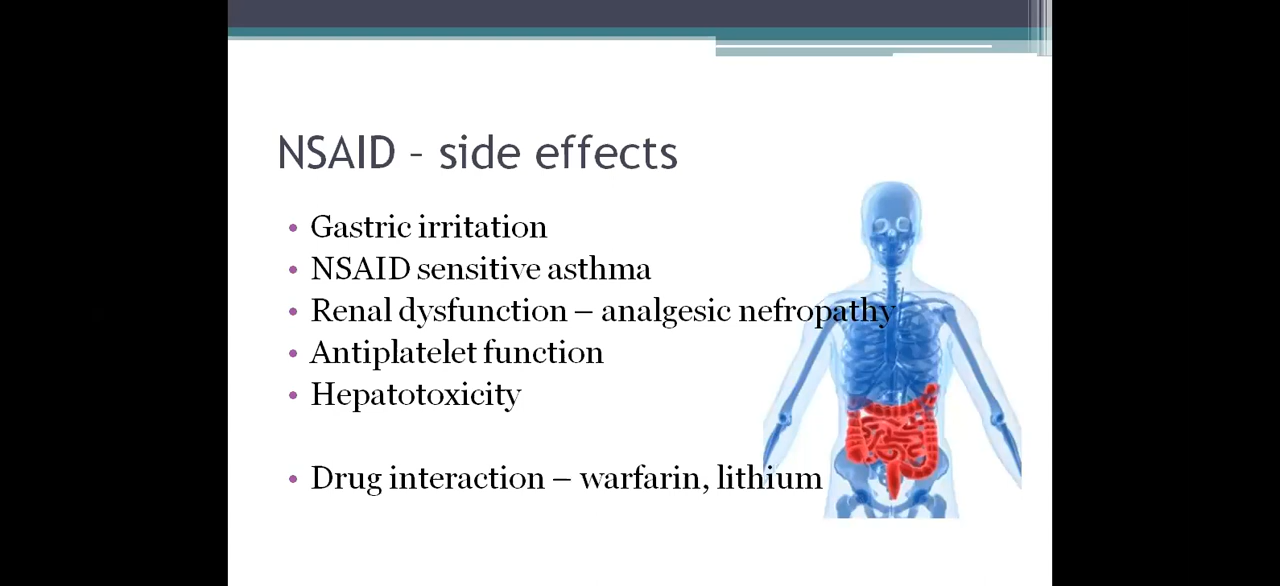 NSAID – side effects
• Gastric irritation
• NSAID sensitive asthma
• Renal dysfunction – analgesic nefropathy
• Antiplatelet function
• Hepatotoxicity
• Drug interaction – warfarin, lithium